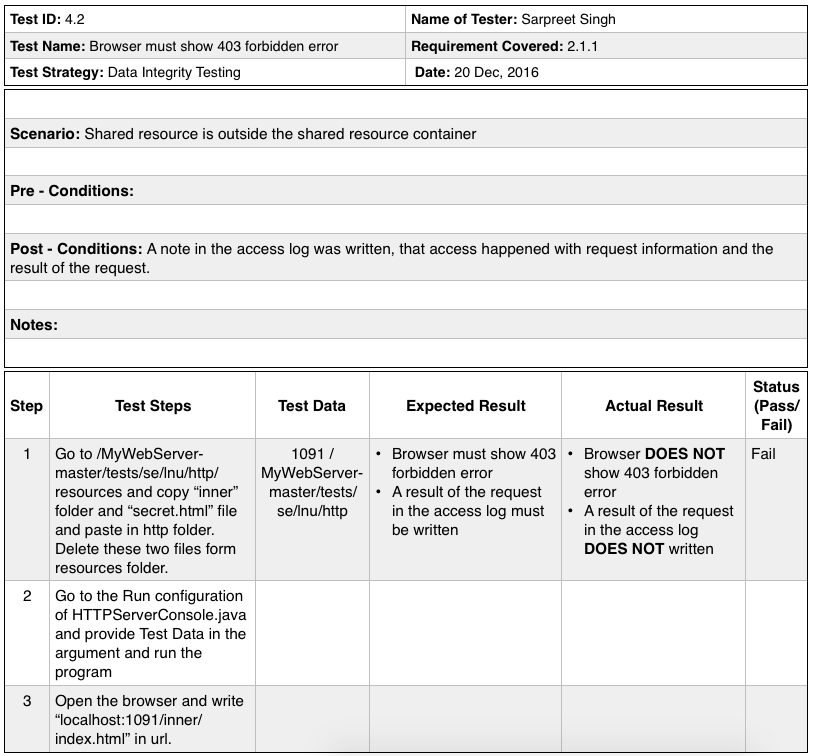 Test ID: 4.2
Name of Tester: Sarpreet Singh
Test Name: Browser must show 403 forbidden error
Requirement Covered: 2.1.1
Test Strategy: Data Integrity Testing
Date: 20 Dec, 2016
Scenario: Shared resource is outside the shared resource container
Pre - Conditions:
Post - Conditions: A note in the access log was written, that access happened with request information and the
result of the request.
Notes:
Step
Test Steps
Test Data
Expected Result
Actual Result
Status
(Pass/
Fail)
1
Go to /MyWebServer-
master/tests/se/lnu/http/
resources and copy “inner”
folder and “secret.html” file
and paste in http folder.
Delete these two files form
resources folder.
1091 /
MyWebServer-
master/tests/
se/lnu/http
• Browser must show 403
forbidden error
• A result of the request
in the access log must
be written
• Browser DOES NOT
show 403 forbidden
error
• A result of the request
in the access log
DOES NOT written
Fail
2
Go to the Run configuration
of HTTPServerConsole.java
and provide Test Data in the
argument and run the
program
3
Open the browser and write
“localhost:1091/inner/
index.html” in url.